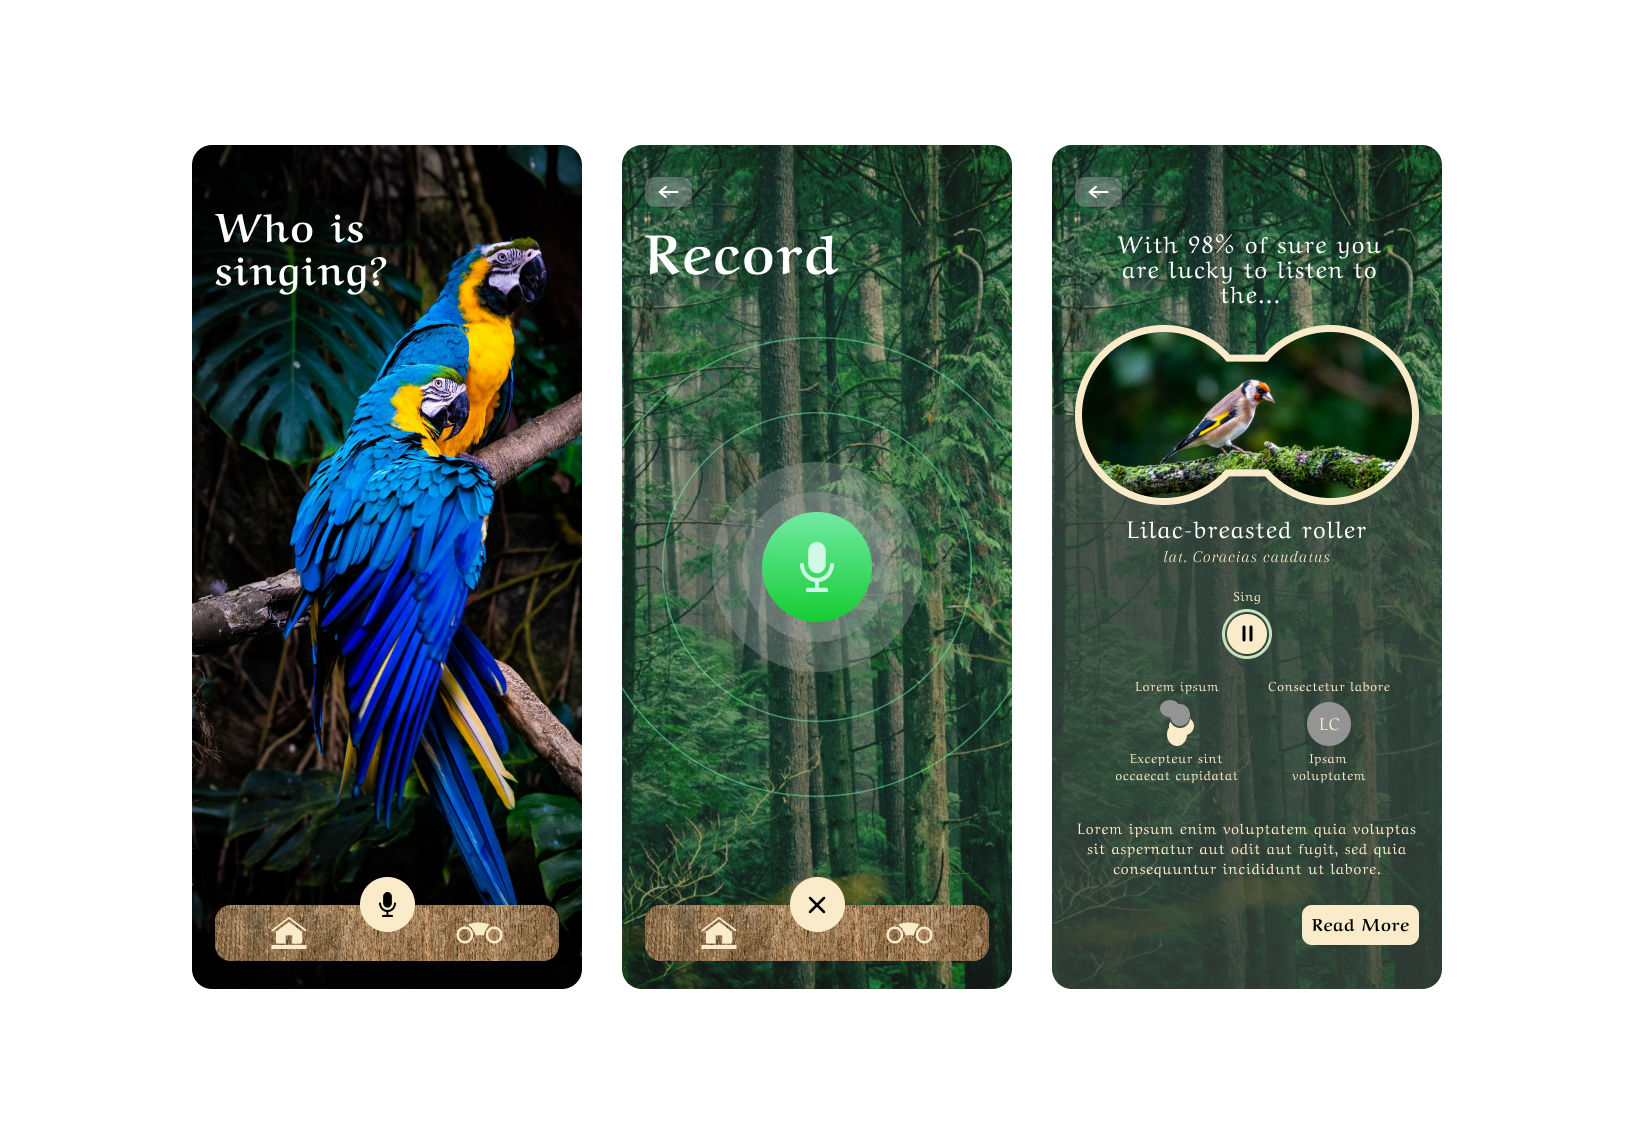 Who is
singing?
Record
With 98% of sure you
are lucky to listen to
the...
Lilac-breasted roller
lat. Coracias caudatus
Sing
Lorem ipsum
Consectetur labore
LC
Excepteur sint
occaecat cupidatat
Ipsam
voluptatem
Lorem ipsum enim voluptatem quia voluptas
sit aspernatur aut odit aut fugit, sed quia
consequuntur incididunt ut labore.
Read More